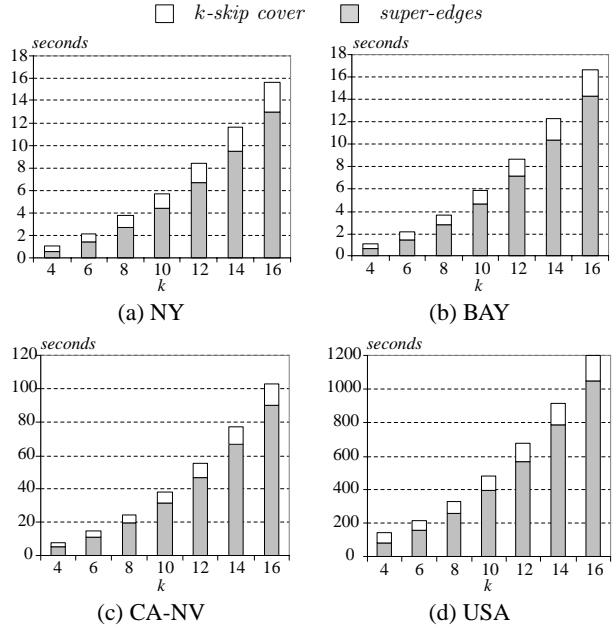 k-skip cover super-edges
seconds
18
16
14
12
10
8
6
4
2
0
4 6 8 10 12 14 16
k
(a) NY
seconds
18
16
14
12
10
8
6
4
2
0
4 6 8 10 12 14 16
k
(b) BAY
seconds
120
100
80
60
40
20
0
4 6 8 10 12 14 16
k
(c) CA-NV
seconds
1200
1000
800
600
400
200
0
4 6 8 10 12 14 16
k
(d) USA